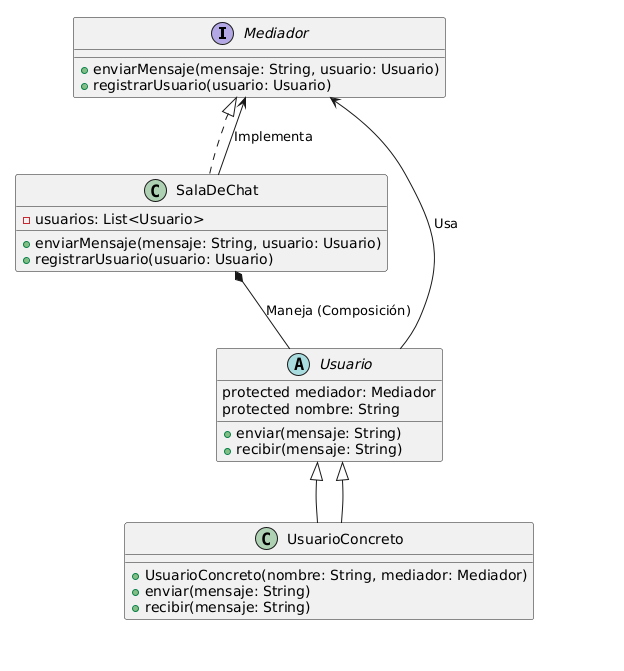 I Mediador
enviarMensaje(mensaje: String, usuario: Usuario)
registrarUsuario(usuario: Usuario)
Implementa
C SalaDeChat
usuarios: List<Usuario>
enviarMensaje(mensaje: String, usuario: Usuario)
registrarUsuario(usuario: Usuario)
Usa
Maneja (Composición)
A Usuario
protected mediador: Mediador
protected nombre: String
enviar(mensaje: String)
recibir(mensaje: String)
C UsuarioConcreto
UsuarioConcreto(nombre: String, mediador: Mediador)
enviar(mensaje: String)
recibir(mensaje: String)